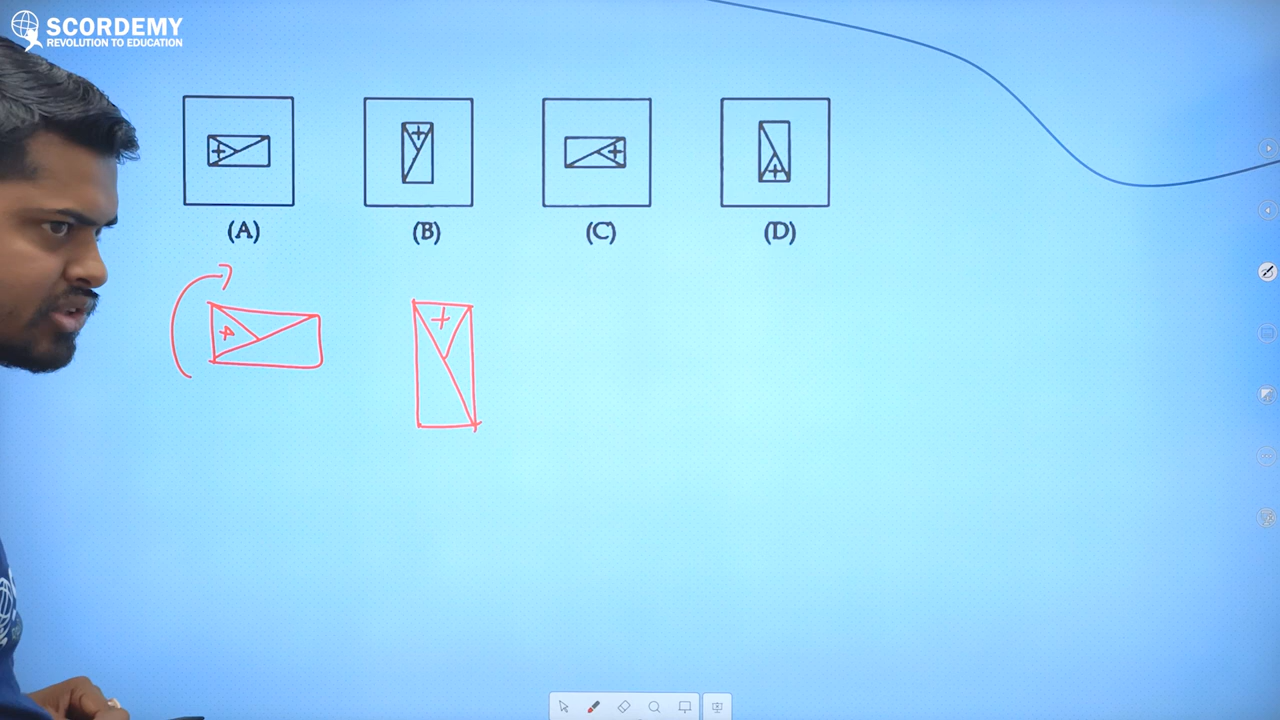 SCORDEMY
REVOLUTION TO EDUCATION
+ + + +
(A) (B) (C) (D)
+ +